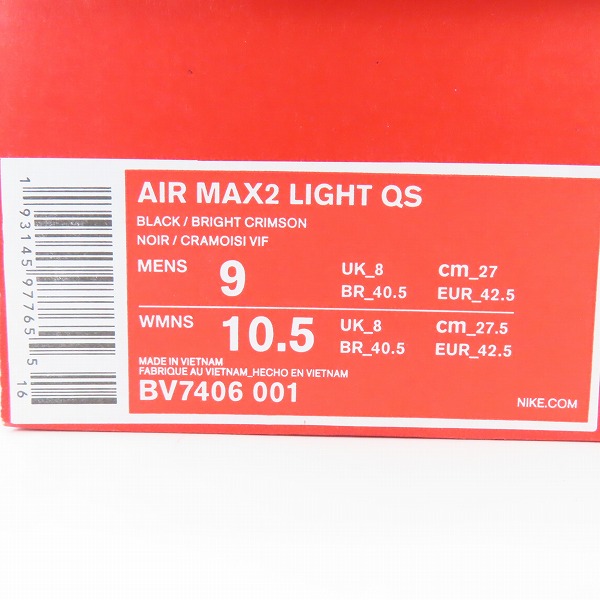 AIR MAX2 LIGHT QS
BLACK / BRIGHT CRIMSON
NOIR / CRAMOISI VIF
MENS 9 UK_8 cm_27
BR_40.5 EUR_42.5
WMNS 10.5 UK_8 cm_27.5
BR_40.5 EUR_42.5
MADE IN VIETNAM
FABRIQUE AU VIETNAM_HECHO EN VIETNAM
BV7406 001
NIKE.COM
1 93145 97765 5 16